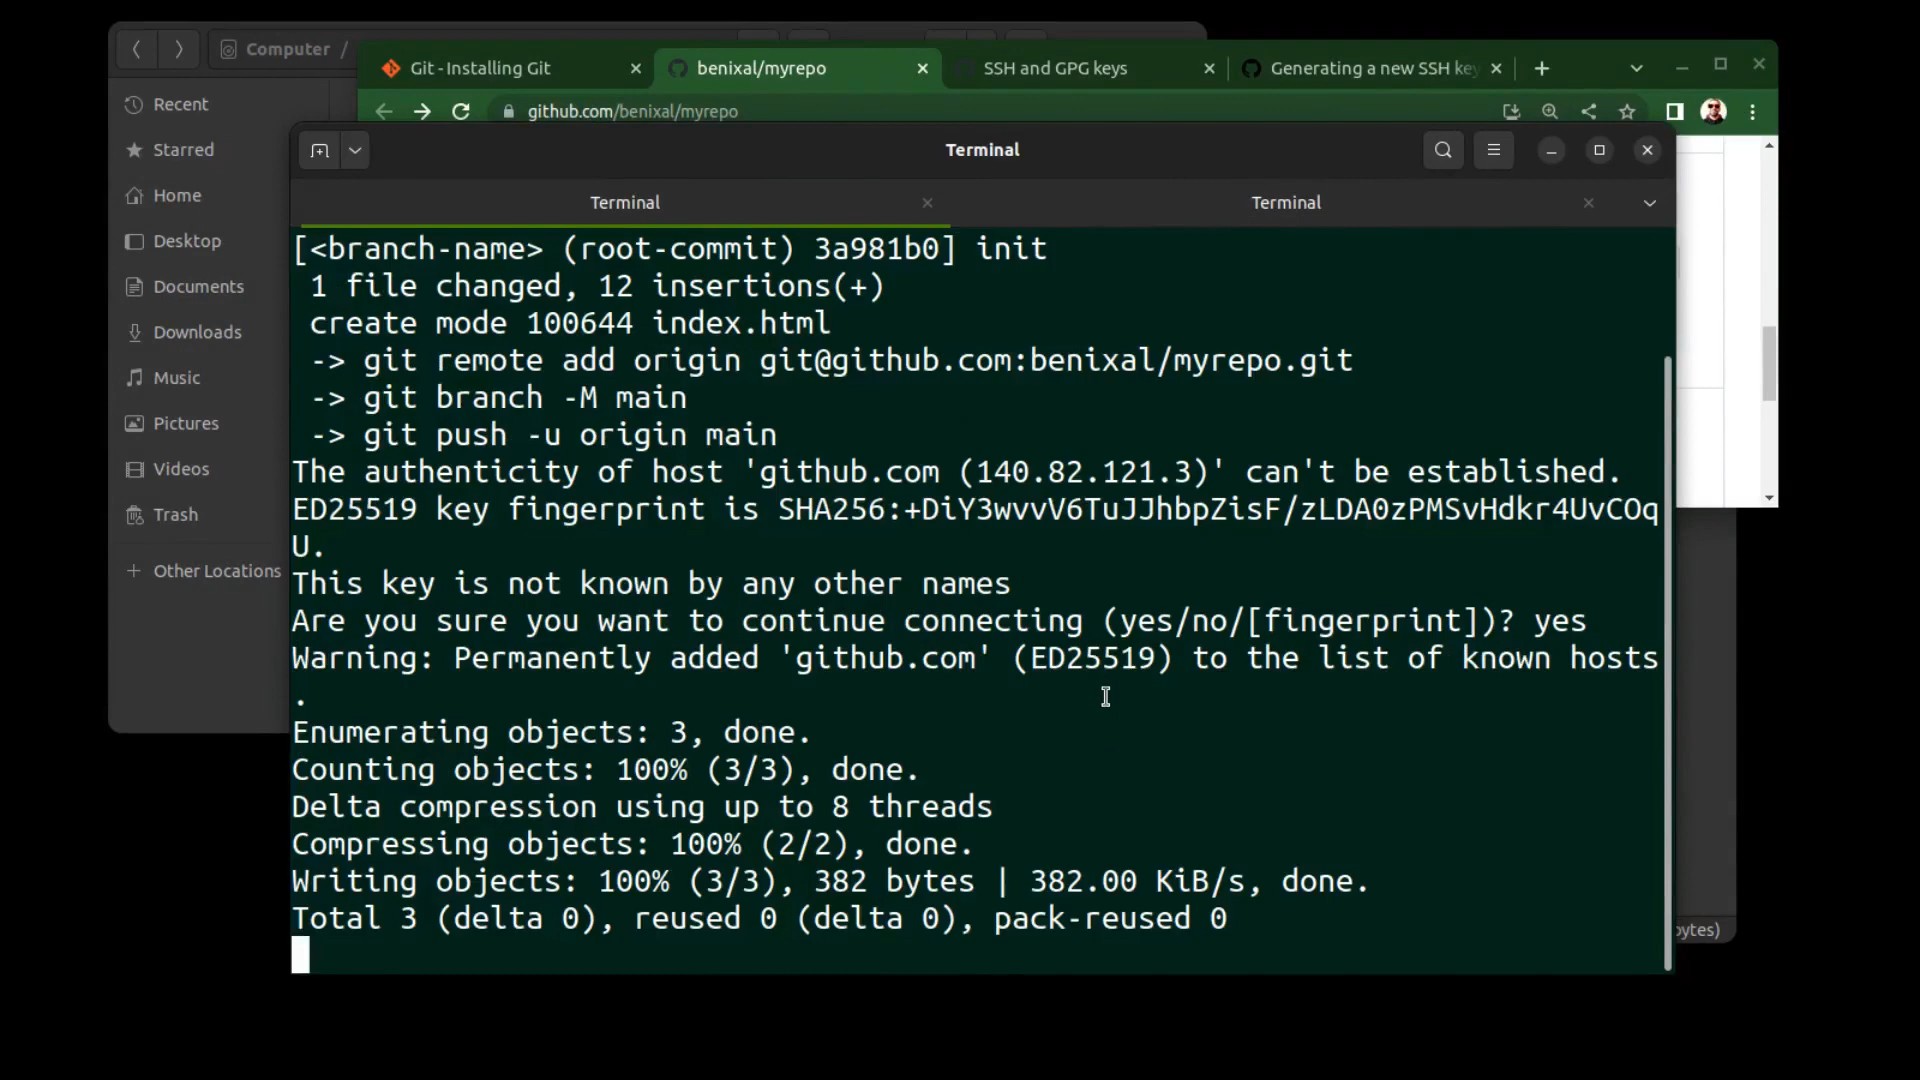 Computer /
Git - Installing Git
benixal/myrepo
SSH and GPG keys
Generating a new SSH key
github.com/benixal/myrepo
Recent
Starred
Home
Desktop
Documents
Downloads
Music
Pictures
Videos
Trash
Other Locations
Terminal
Terminal
Terminal
[<branch-name> (root-commit) 3a981b0] init
1 file changed, 12 insertions(+)
create mode 100644 index.html
-> git remote add origin git@github.com:benixal/myrepo.git
-> git branch -M main
-> git push -u origin main
The authenticity of host 'github.com (140.82.121.3)' can't be established.
ED25519 key fingerprint is SHA256:+DiY3wvvV6TuJJhbpZisF/zLDA0zPMSvHdkr4UvCOq
U.
This key is not known by any other names
Are you sure you want to continue connecting (yes/no/[fingerprint])? yes
Warning: Permanently added 'github.com' (ED25519) to the list of known hosts
.
Enumerating objects: 3, done.
Counting objects: 100% (3/3), done.
Delta compression using up to 8 threads
Compressing objects: 100% (2/2), done.
Writing objects: 100% (3/3), 382 bytes | 382.00 KiB/s, done.
Total 3 (delta 0), reused 0 (delta 0), pack-reused 0
bytes)